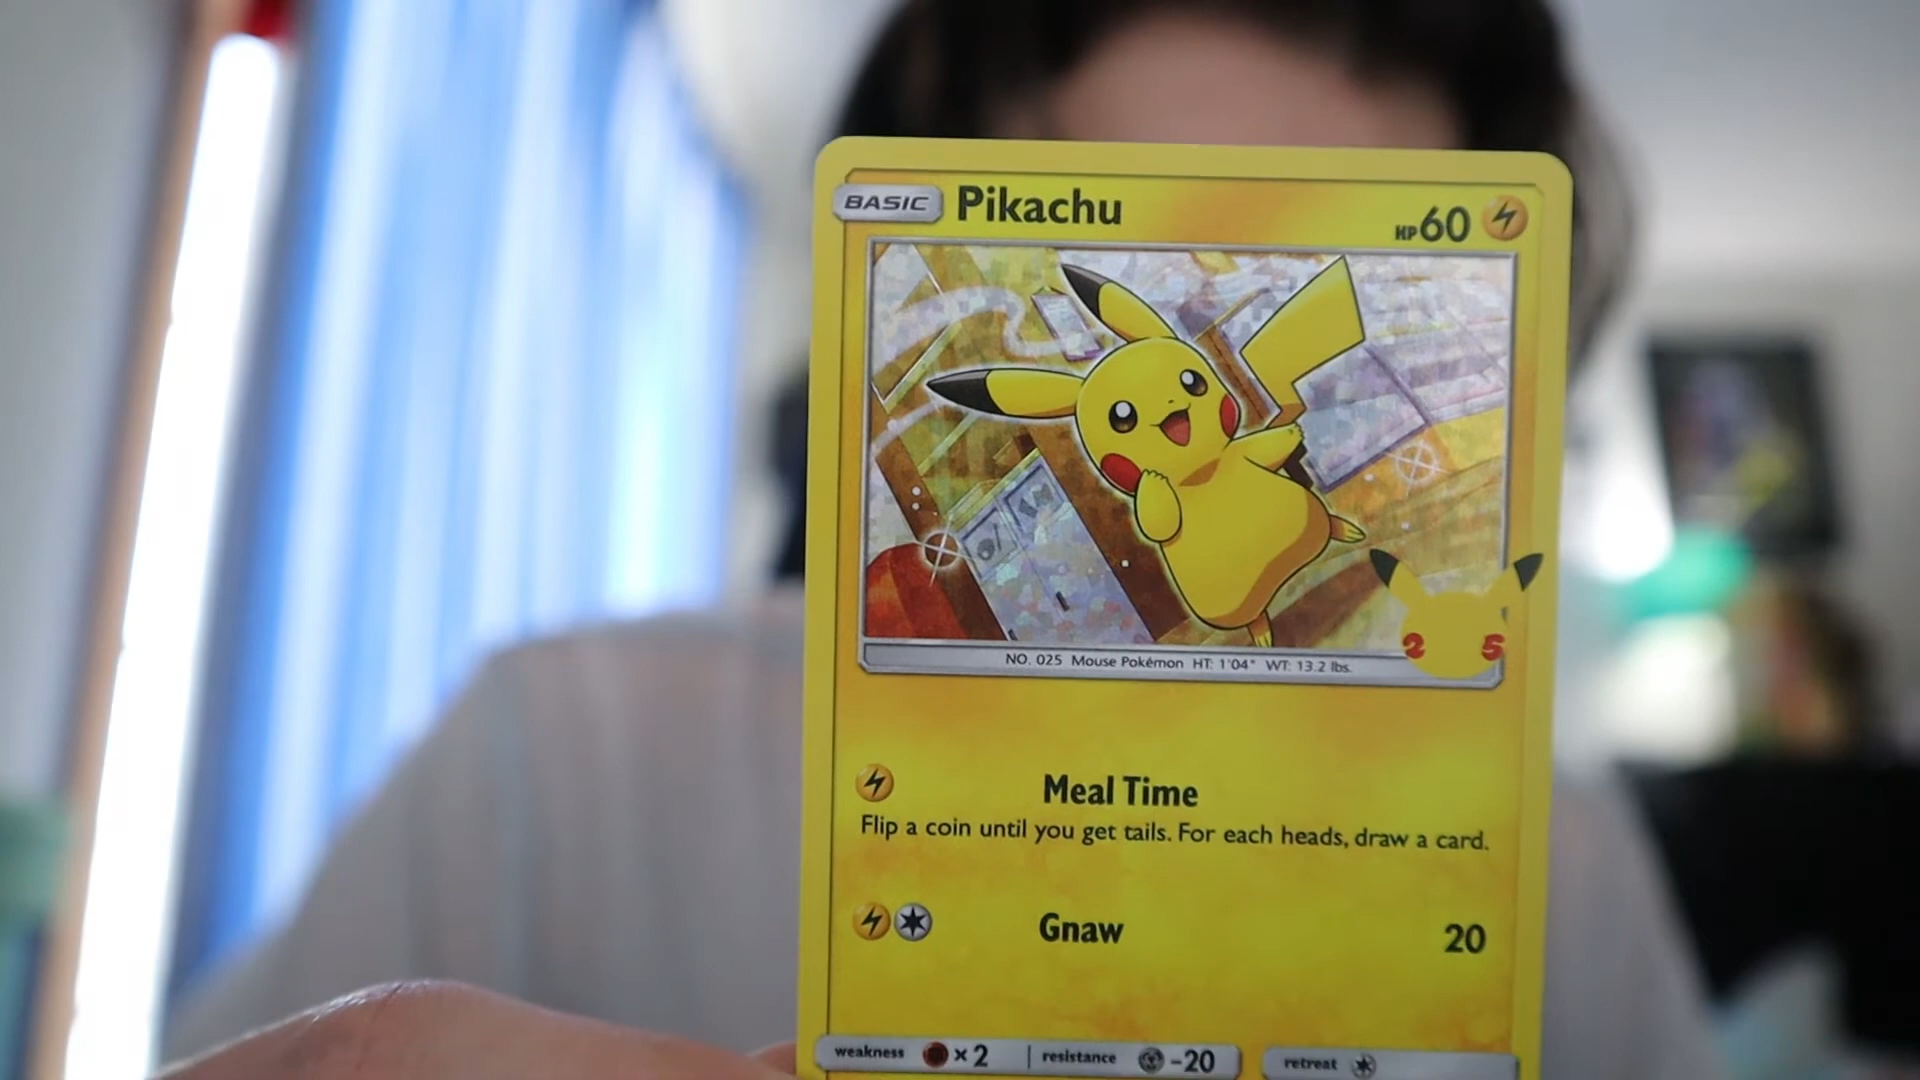 BASIC Pikachu HP60
NO. 025 Mouse Pokémon HT: 1'04" WT: 13.2 lbs.
25
Meal Time
Flip a coin until you get tails. For each heads, draw a card.
Gnaw 20
weakness ×2 resistance -20 retreat